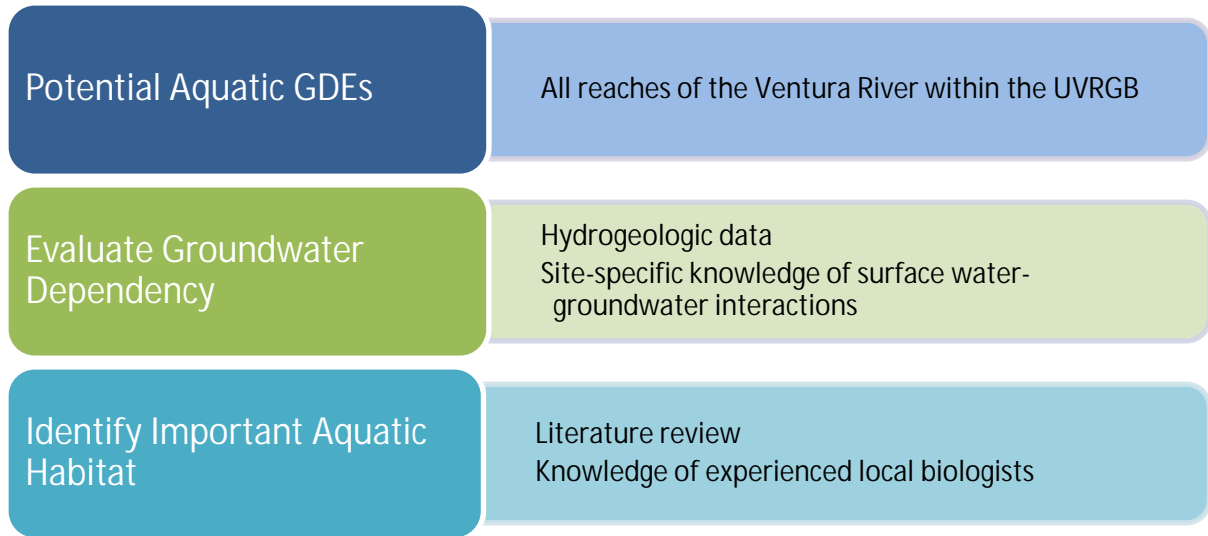 Potential Aquatic GDEs
All reaches of the Ventura River within the UVRGB
Evaluate Groundwater
Dependency
Hydrogeologic data
Site-specific knowledge of surface water-
groundwater interactions
Identify Important Aquatic
Habitat
Literature review
Knowledge of experienced local biologists